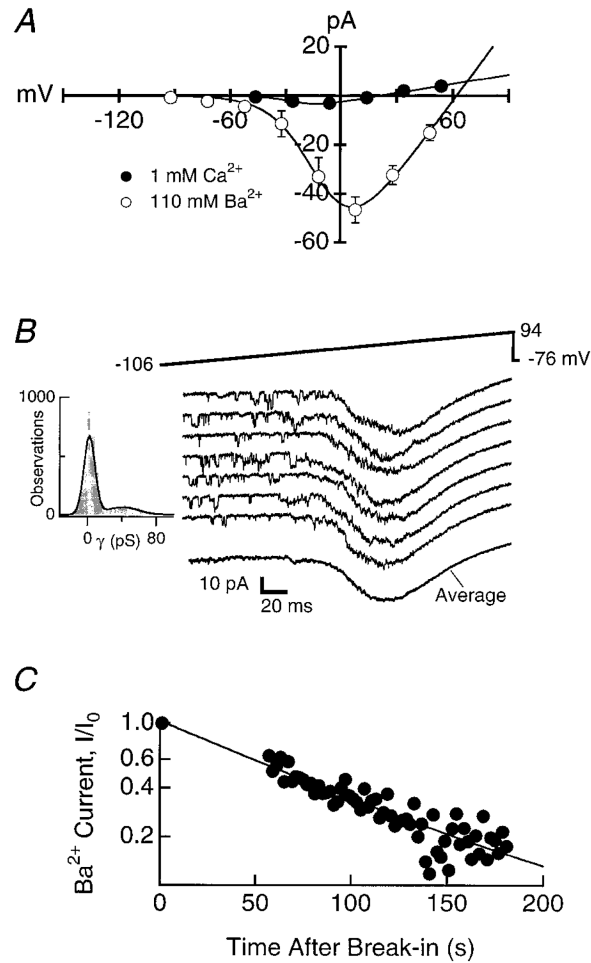 A
pA
20
mV
-120
-60
60
-20
-40
-60
1 mM Ca²⁺
110 mM Ba²⁺
B
-106
94
-76 mV
1000
Observations
0
0 γ (pS) 80
10 pA
20 ms
Average
C
Ba²⁺ Current, I/I₀
1.0
0.6
0.4
0.2
0 50 100 150 200
Time After Break-in (s)